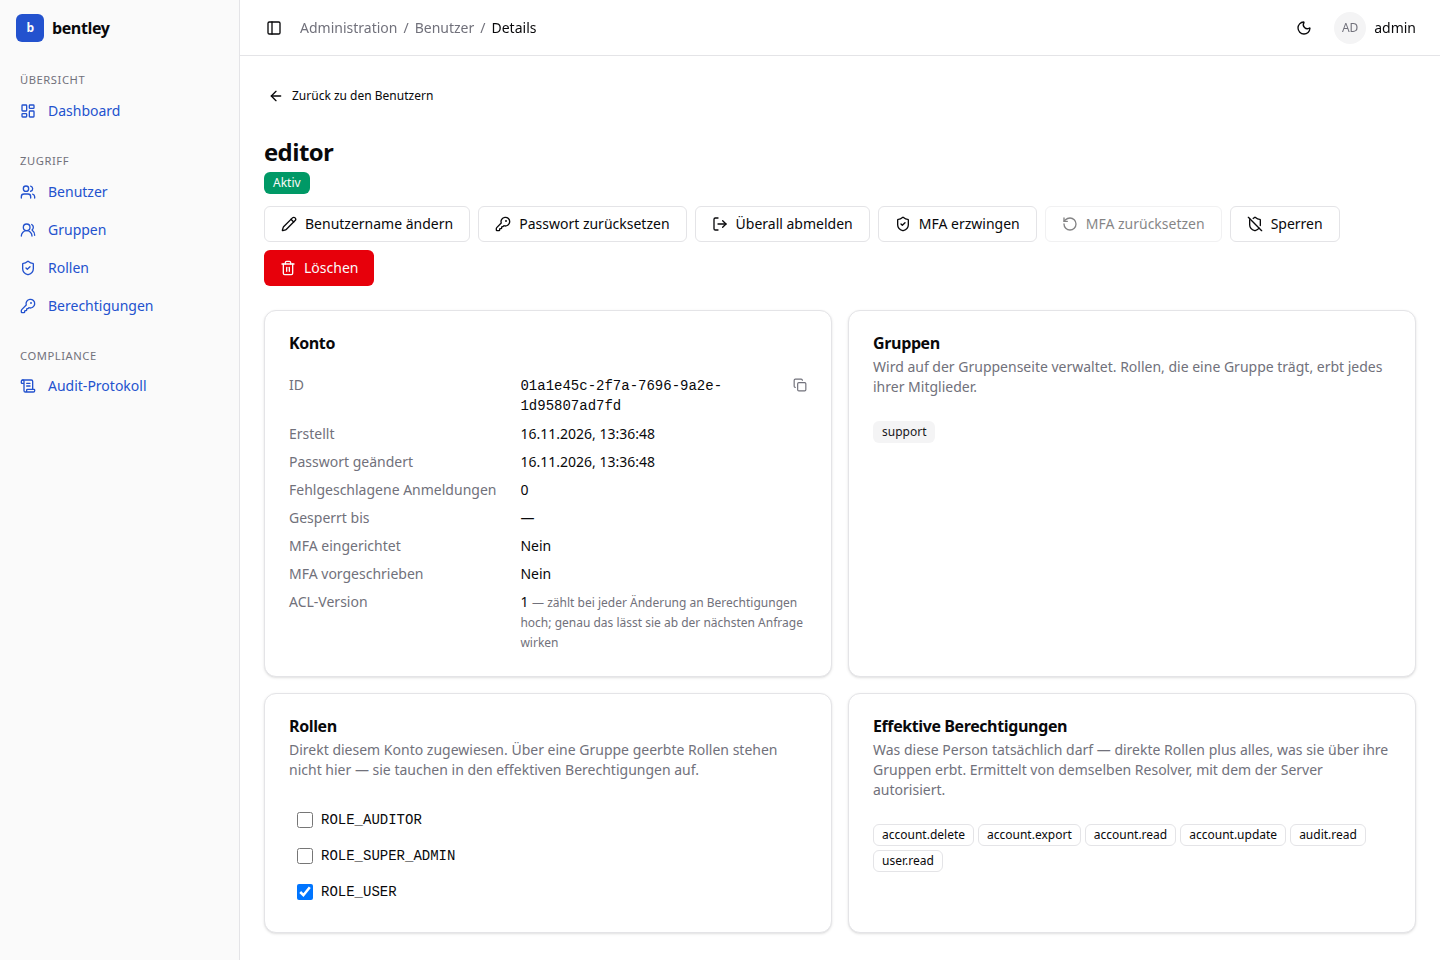 b bentley
Administration / Benutzer / Details
AD admin
ÜBERSICHT
Dashboard
ZUGRIFF
Benutzer
Gruppen
Rollen
Berechtigungen
COMPLIANCE
Audit-Protokoll
Zurück zu den Benutzern
editor
Aktiv
Benutzername ändern
Passwort zurücksetzen
Überall abmelden
MFA erzwingen
MFA zurücksetzen
Sperren
Löschen
Konto
ID 01a1e45c-2f7a-7696-9a2e-
1d95807ad7fd
Erstellt 16.11.2026, 13:36:48
Passwort geändert 16.11.2026, 13:36:48
Fehlgeschlagene Anmeldungen 0
Gesperrt bis —
MFA eingerichtet Nein
MFA vorgeschrieben Nein
ACL-Version 1 — zählt bei jeder Änderung an Berechtigungen
hoch; genau das lässt sie ab der nächsten Anfrage
wirken
Gruppen
Wird auf der Gruppenseite verwaltet. Rollen, die eine Gruppe trägt, erbt jedes
ihrer Mitglieder.
support
Rollen
Direkt diesem Konto zugewiesen. Über eine Gruppe geerbte Rollen stehen
nicht hier — sie tauchen in den effektiven Berechtigungen auf.
ROLE_AUDITOR
ROLE_SUPER_ADMIN
ROLE_USER
Effektive Berechtigungen
Was diese Person tatsächlich darf — direkte Rollen plus alles, was sie über ihre
Gruppen erbt. Ermittelt von demselben Resolver, mit dem der Server
autorisiert.
account.delete account.export account.read account.update audit.read
user.read